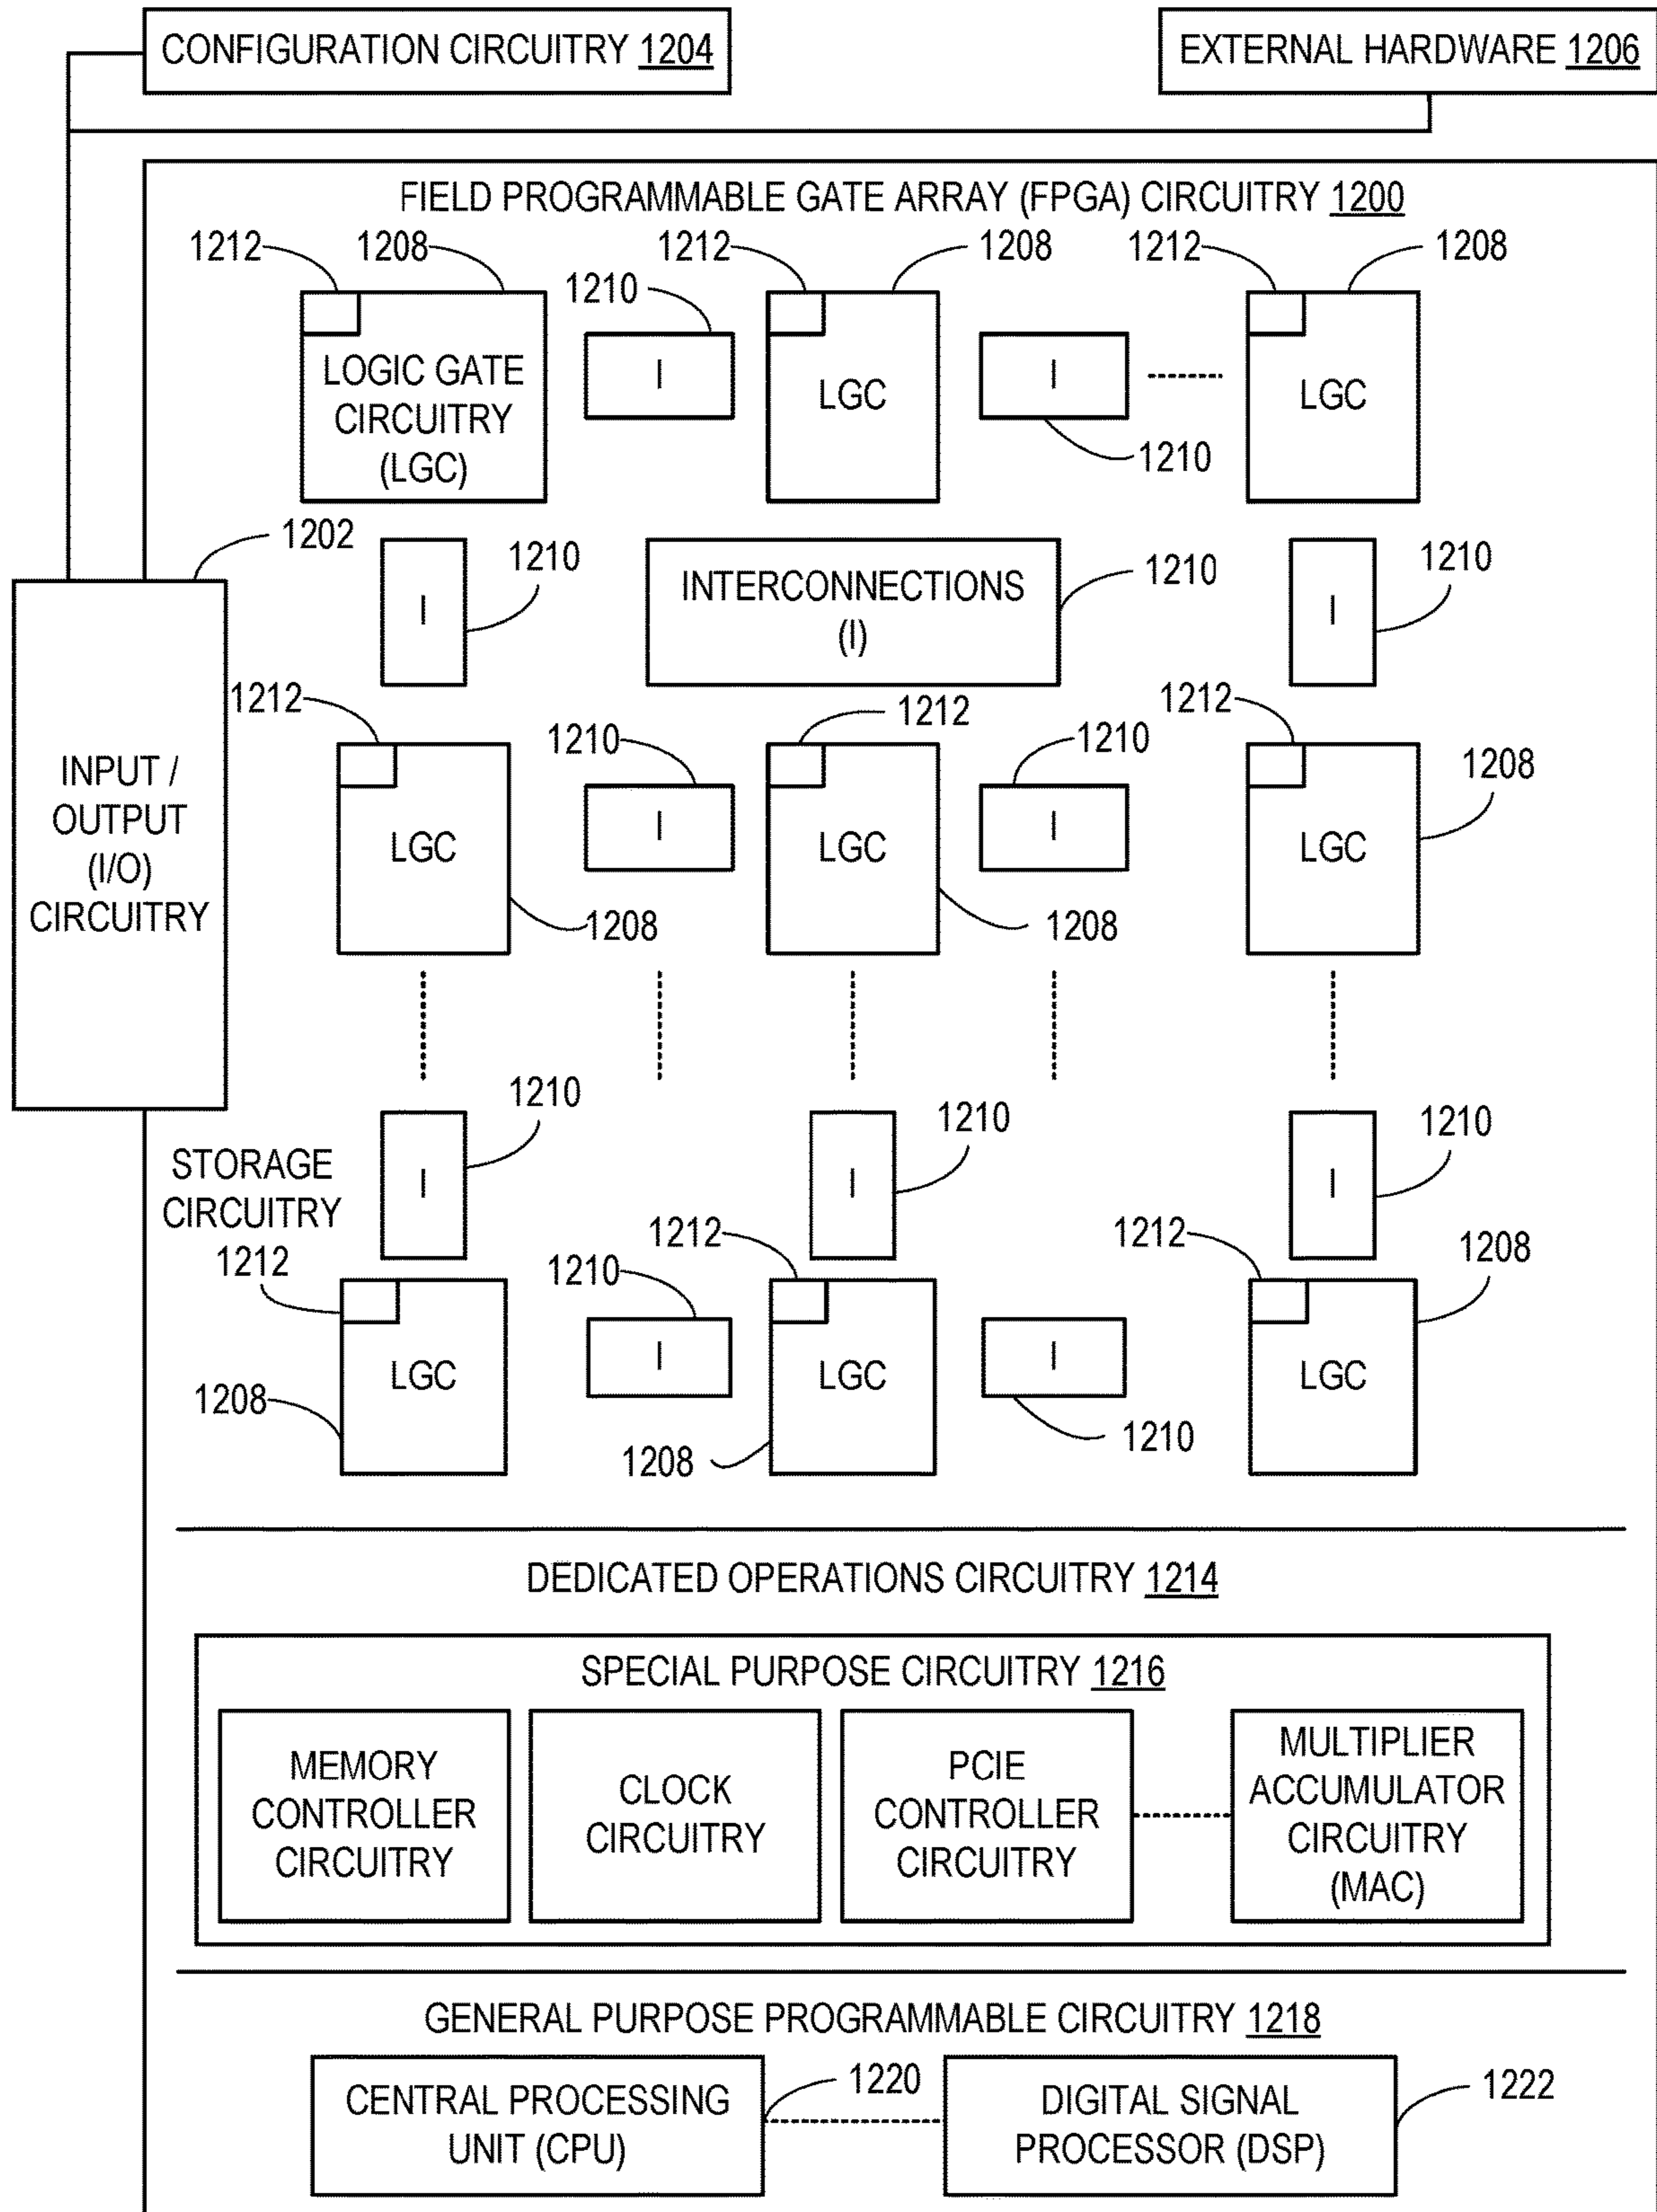 CONFIGURATION CIRCUITRY 1204
EXTERNAL HARDWARE 1206
FIELD PROGRAMMABLE GATE ARRAY (FPGA) CIRCUITRY 1200
1212
1208
1212
1208
1212
1208
1210
LOGIC GATE
CIRCUITRY
(LGC)
I
LGC
I
LGC
1210
1202
1210
INTERCONNECTIONS
(I)
1210
1210
I
I
1212
1212
1212
1210
1210
1208
INPUT /
OUTPUT
(I/O)
CIRCUITRY
LGC
I
LGC
I
LGC
1208
1208
1210
1210
1210
STORAGE
CIRCUITRY
I
I
I
1212
1212
1212
1208
1210
LGC
I
LGC
I
LGC
1208
1208
1210
DEDICATED OPERATIONS CIRCUITRY 1214
SPECIAL PURPOSE CIRCUITRY 1216
MEMORY
CONTROLLER
CIRCUITRY
CLOCK
CIRCUITRY
PCIE
CONTROLLER
CIRCUITRY
MULTIPLIER
ACCUMULATOR
CIRCUITRY
(MAC)
GENERAL PURPOSE PROGRAMMABLE CIRCUITRY 1218
CENTRAL PROCESSING
UNIT (CPU)
1220
DIGITAL SIGNAL
PROCESSOR (DSP)
1222